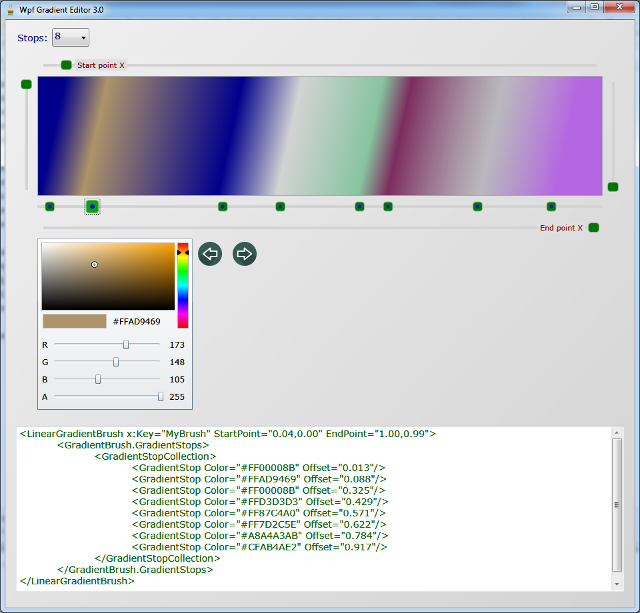 Wpf Gradient Editor 3.0
Stops: 8
Start point X
End point X
#FFAD9469
R 173
G 148
B 105
A 255
<LinearGradientBrush x:Key="MyBrush" StartPoint="0.04,0.00" EndPoint="1.00,0.99">
<GradientBrush.GradientStops>
<GradientStopCollection>
<GradientStop Color="#FF00008B" Offset="0.013"/>
<GradientStop Color="#FFAD9469" Offset="0.088"/>
<GradientStop Color="#FF00008B" Offset="0.325"/>
<GradientStop Color="#FFD3D3D3" Offset="0.429"/>
<GradientStop Color="#FF87C4A0" Offset="0.571"/>
<GradientStop Color="#FF7D2C5E" Offset="0.622"/>
<GradientStop Color="#A8A4A3AB" Offset="0.784"/>
<GradientStop Color="#CFAB4AE2" Offset="0.917"/>
</GradientStopCollection>
</GradientBrush.GradientStops>
</LinearGradientBrush>